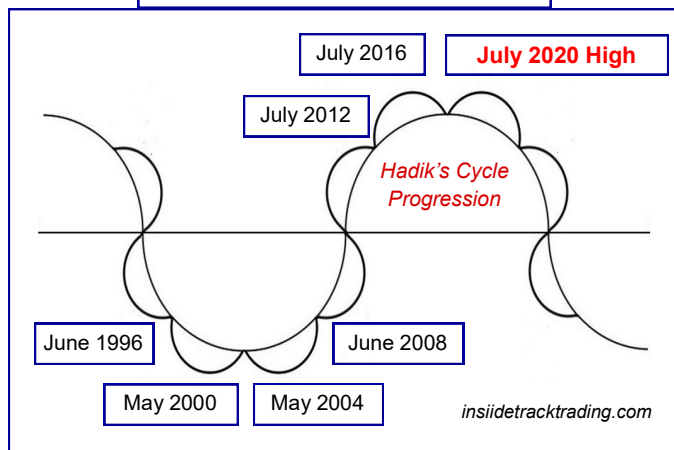 July 2016
July 2020 High
July 2012
Hadik's Cycle
Progression
June 1996
June 2008
May 2000
May 2004
insiidetracktrading.com